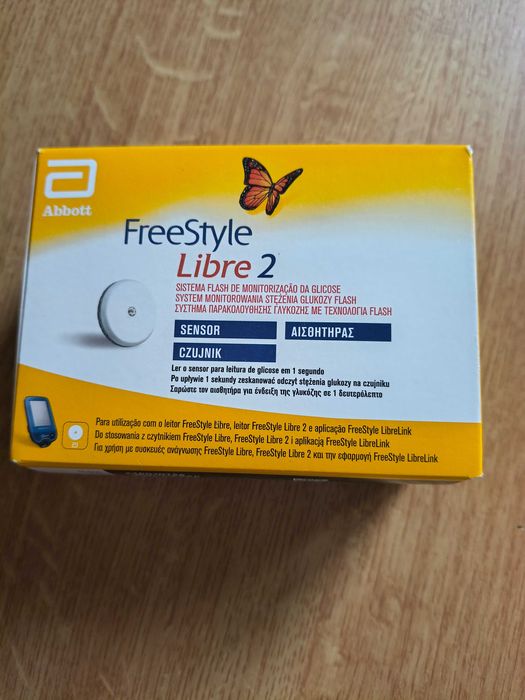 Abbott
FreeStyle
Libre 2
SISTEMA FLASH DE MONITORIZAÇÃO DA GLICOSE
SYSTEM MONITOROWANIA STĘŻENIA GLUKOZY FLASH
ΣΥΣΤΗΜΑ ΠΑΡΑΚΟΛΟΥΘΗΣΗΣ ΓΛΥΚΟΖΗΣ ΜΕ ΤΕΧΝΟΛΟΓΙΑ FLASH
SENSOR ΑΙΣΘΗΤΗΡΑΣ
CZUJNIK
Ler o sensor para leitura de glicose em 1 segundo
Po upływie 1 sekundy zeskanować odczyt stężenia glukozy na czujniku
Σαρώστε τον αισθητήρα για ένδειξη της γλυκόζης σε 1 δευτερόλεπτο
Para utilização com o leitor FreeStyle Libre, leitor FreeStyle Libre 2 e aplicação FreeStyle LibreLink
Do stosowania z czytnikiem FreeStyle Libre, FreeStyle Libre 2 i aplikacją FreeStyle LibreLink
Για χρήση με συσκευές ανάγνωσης FreeStyle Libre, FreeStyle Libre 2 και την εφαρμογή FreeStyle LibreLink